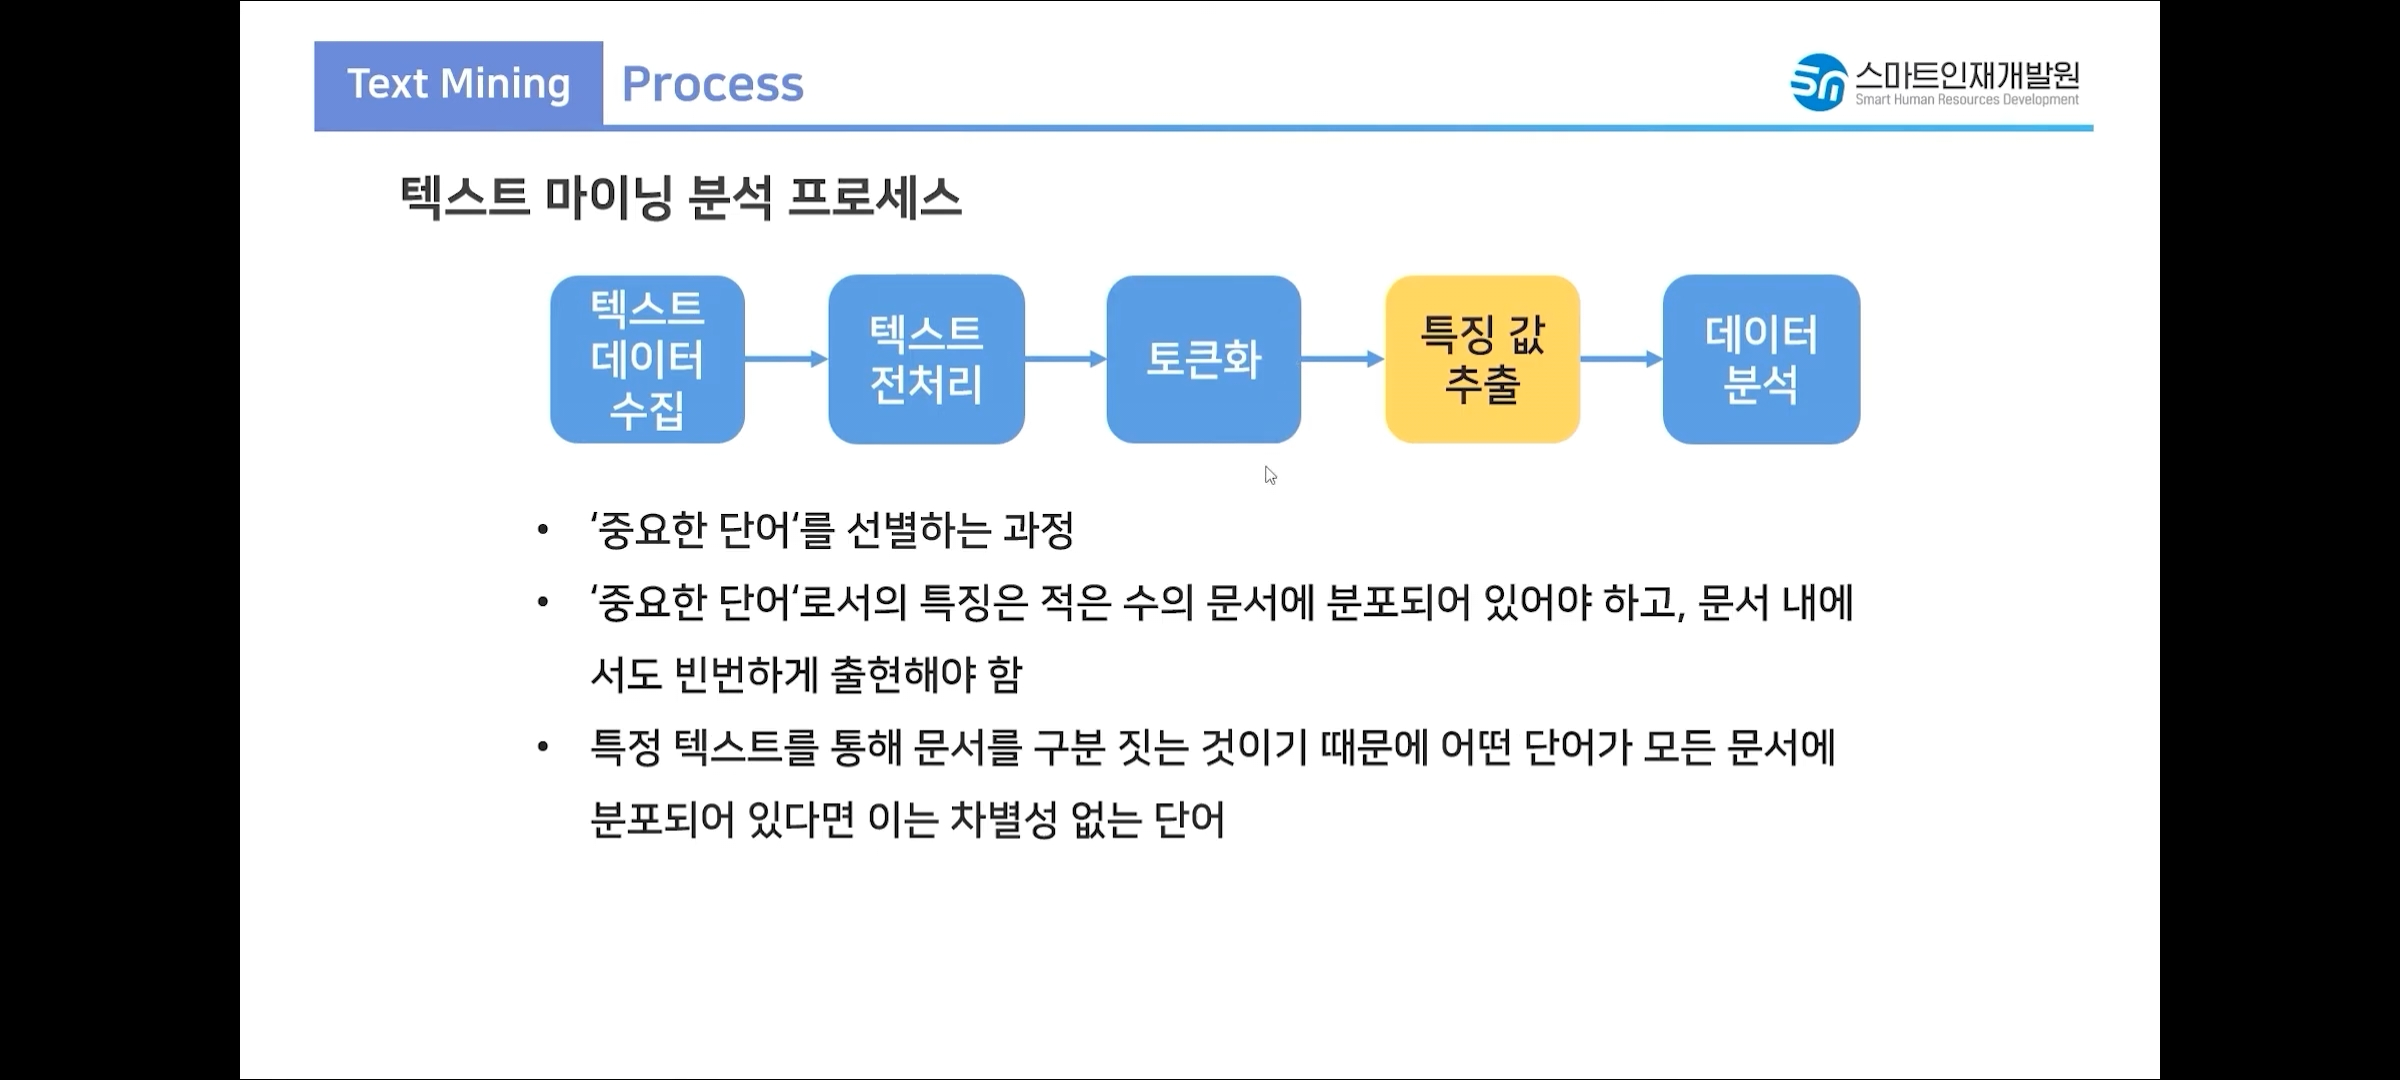 Text Mining Process
스마트인재개발원
Smart Human Resources Development
텍스트 마이닝 분석 프로세스
텍스트
데이터
수집
텍스트
전처리
토큰화
특징 값
추출
데이터
분석
• ‘중요한 단어‘를 선별하는 과정
• ‘중요한 단어‘로서의 특징은 적은 수의 문서에 분포되어 있어야 하고, 문서 내에
서도 빈번하게 출현해야 함
• 특정 텍스트를 통해 문서를 구분 짓는 것이기 때문에 어떤 단어가 모든 문서에
분포되어 있다면 이는 차별성 없는 단어